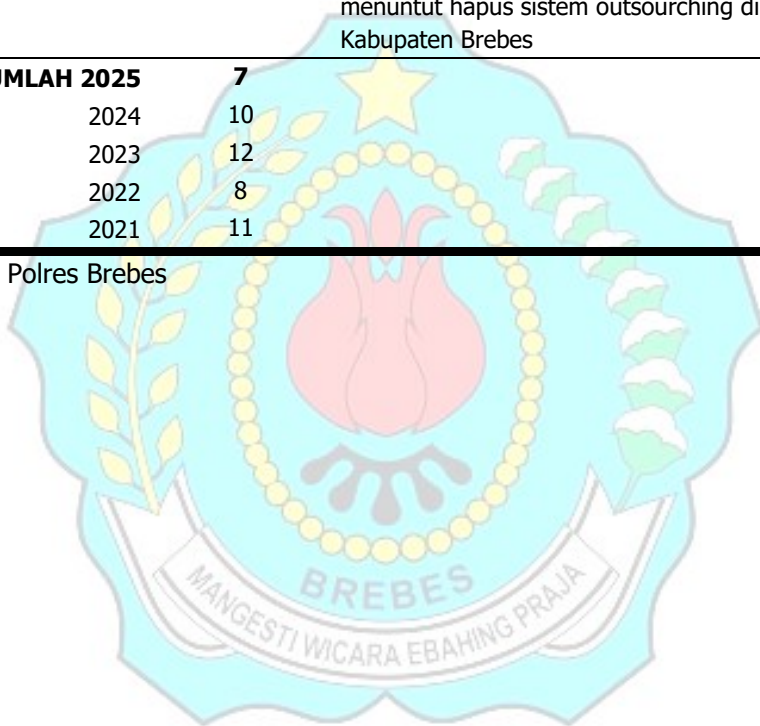 menuntut hapus sistem outsourching di
Kabupaten Brebes
UMLAH 2025 7
2024 10
2023 12
2022 8
2021 11
Polres Brebes
BREBES
MANGESTI WICARA EBAHING PRAJA